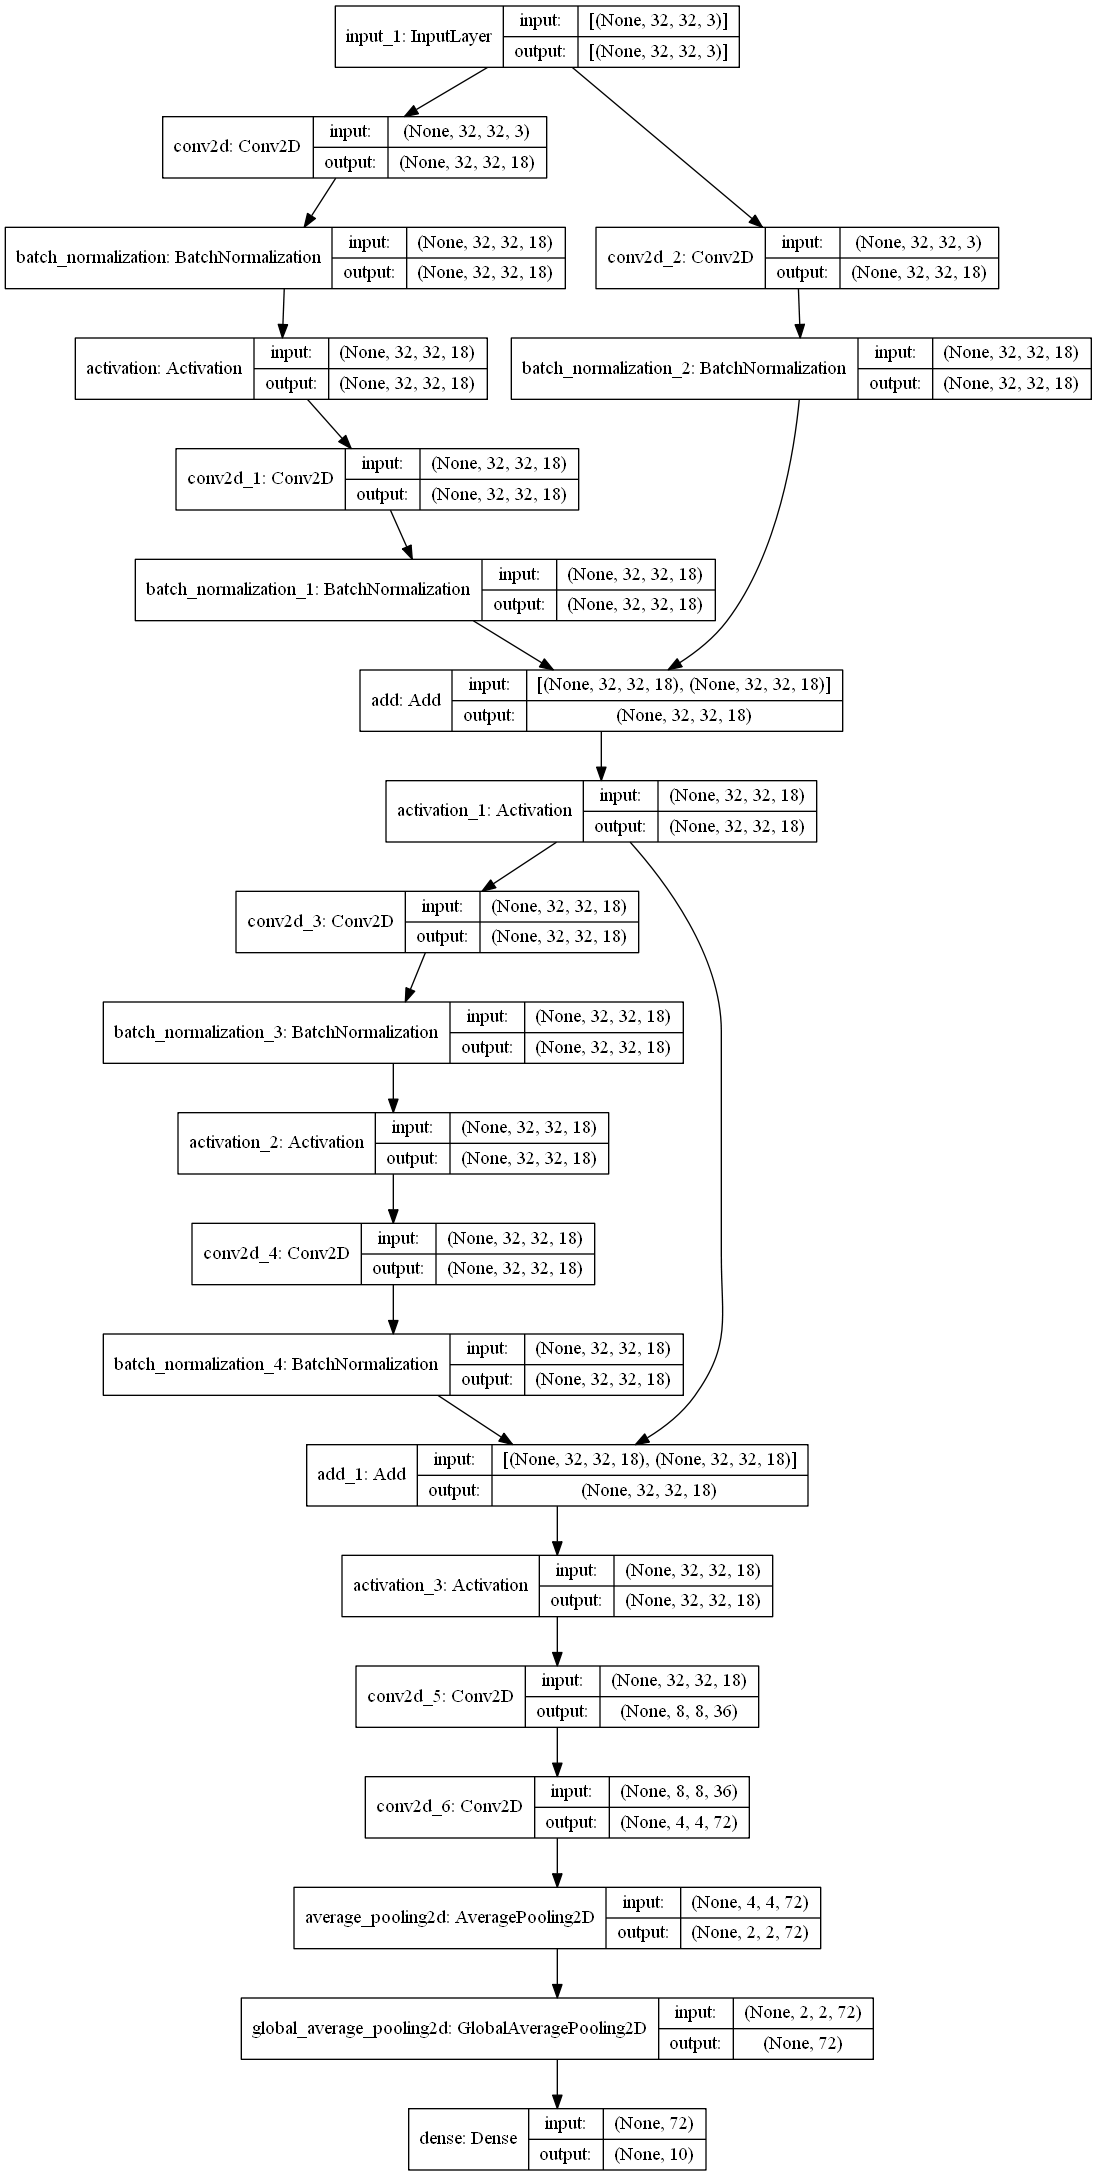 input_1: InputLayer
input: [(None, 32, 32, 3)]
output: [(None, 32, 32, 3)]
conv2d: Conv2D
input: (None, 32, 32, 3)
output: (None, 32, 32, 18)
batch_normalization: BatchNormalization
input: (None, 32, 32, 18)
output: (None, 32, 32, 18)
conv2d_2: Conv2D
input: (None, 32, 32, 3)
output: (None, 32, 32, 18)
activation: Activation
input: (None, 32, 32, 18)
output: (None, 32, 32, 18)
batch_normalization_2: BatchNormalization
input: (None, 32, 32, 18)
output: (None, 32, 32, 18)
conv2d_1: Conv2D
input: (None, 32, 32, 18)
output: (None, 32, 32, 18)
batch_normalization_1: BatchNormalization
input: (None, 32, 32, 18)
output: (None, 32, 32, 18)
add: Add
input: [(None, 32, 32, 18), (None, 32, 32, 18)]
output: (None, 32, 32, 18)
activation_1: Activation
input: (None, 32, 32, 18)
output: (None, 32, 32, 18)
conv2d_3: Conv2D
input: (None, 32, 32, 18)
output: (None, 32, 32, 18)
batch_normalization_3: BatchNormalization
input: (None, 32, 32, 18)
output: (None, 32, 32, 18)
activation_2: Activation
input: (None, 32, 32, 18)
output: (None, 32, 32, 18)
conv2d_4: Conv2D
input: (None, 32, 32, 18)
output: (None, 32, 32, 18)
batch_normalization_4: BatchNormalization
input: (None, 32, 32, 18)
output: (None, 32, 32, 18)
add_1: Add
input: [(None, 32, 32, 18), (None, 32, 32, 18)]
output: (None, 32, 32, 18)
activation_3: Activation
input: (None, 32, 32, 18)
output: (None, 32, 32, 18)
conv2d_5: Conv2D
input: (None, 32, 32, 18)
output: (None, 8, 8, 36)
conv2d_6: Conv2D
input: (None, 8, 8, 36)
output: (None, 4, 4, 72)
average_pooling2d: AveragePooling2D
input: (None, 4, 4, 72)
output: (None, 2, 2, 72)
global_average_pooling2d: GlobalAveragePooling2D
input: (None, 2, 2, 72)
output: (None, 72)
dense: Dense
input: (None, 72)
output: (None, 10)